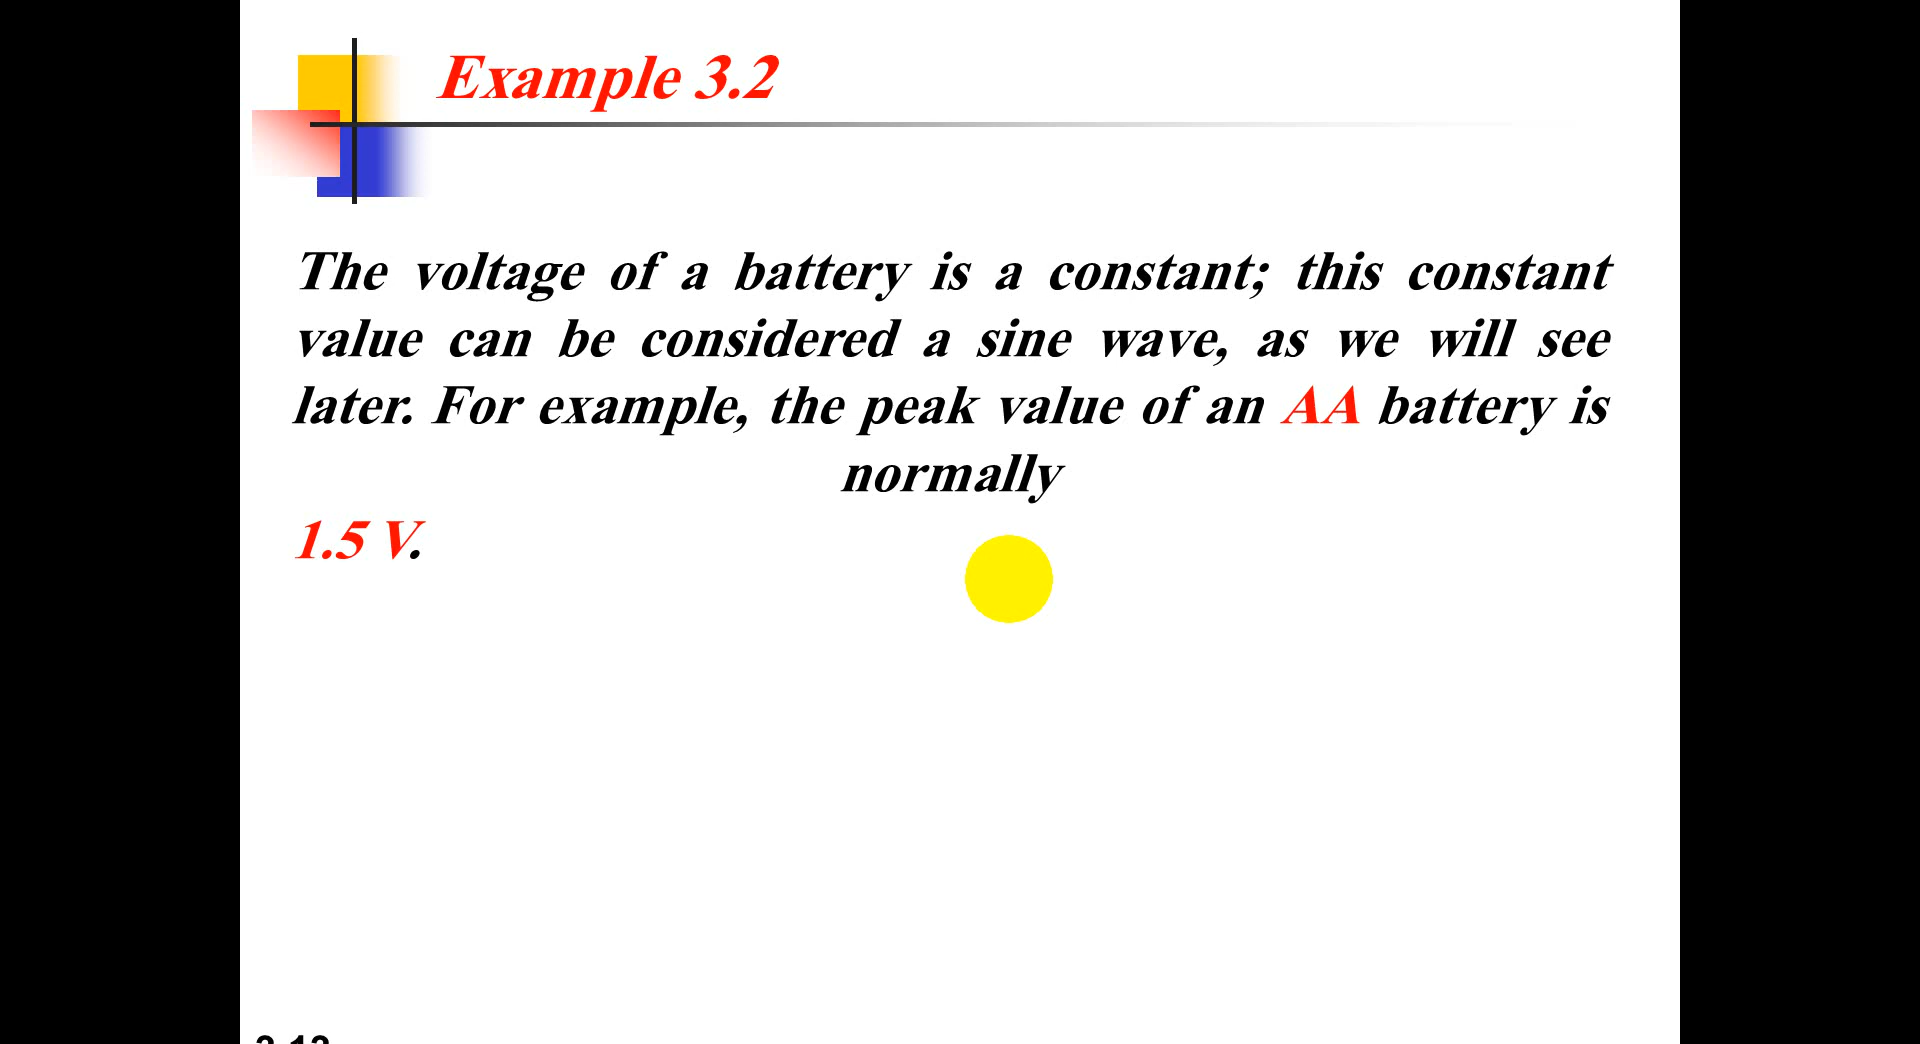 Example 3.2
The voltage of a battery is a constant; this constant
value can be considered a sine wave, as we will see
later. For example, the peak value of an AA battery is
normally
1.5 V.